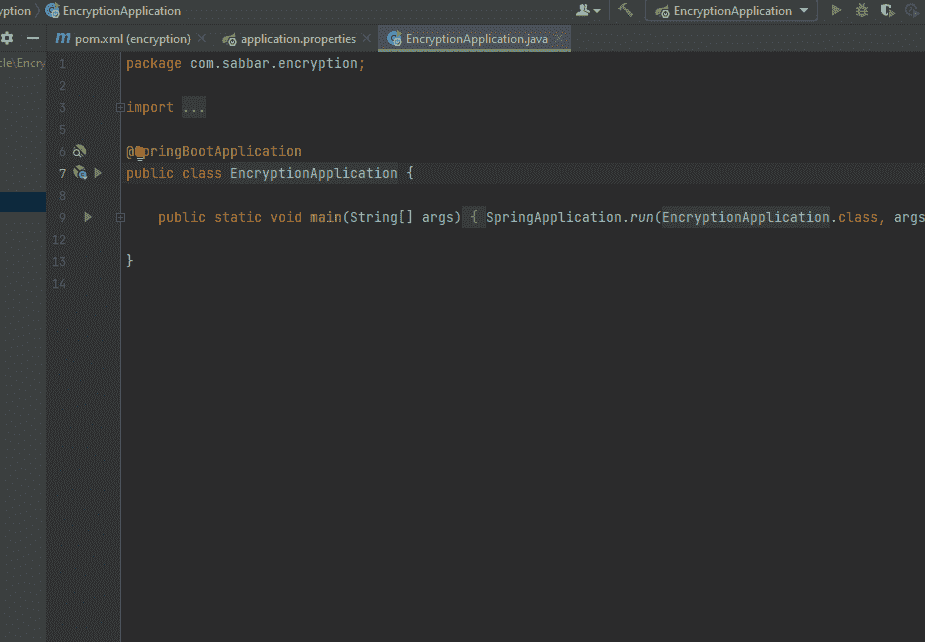 ption EncryptionApplication EncryptionApplication
m pom.xml (encryption) application.properties EncryptionApplication.java
cle\Encry
1 package com.sabbar.encryption;
2
3 import ...
5
6 @SpringBootApplication
7 public class EncryptionApplication {
8
9 public static void main(String[] args) { SpringApplication.run(EncryptionApplication.class, args
12
13 }
14